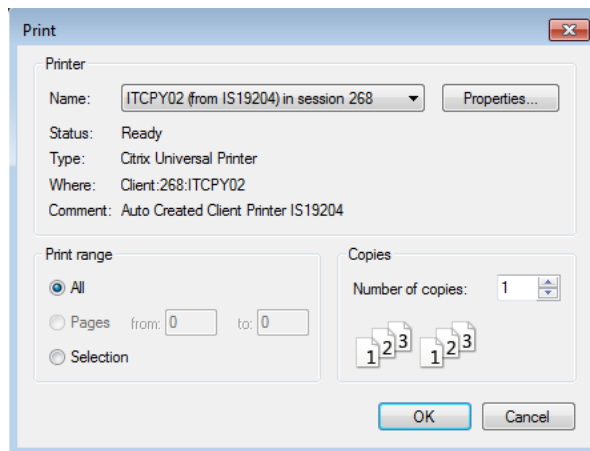 Print
Printer
Name: ITCPY02 (from IS19204) in session 268 Properties...
Status: Ready
Type: Citrix Universal Printer
Where: Client:268:ITCPY02
Comment: Auto Created Client Printer IS19204
Print range
All
Pages from: 0 to: 0
Selection
Copies
Number of copies: 1
1 2 3 1 2 3
OK Cancel